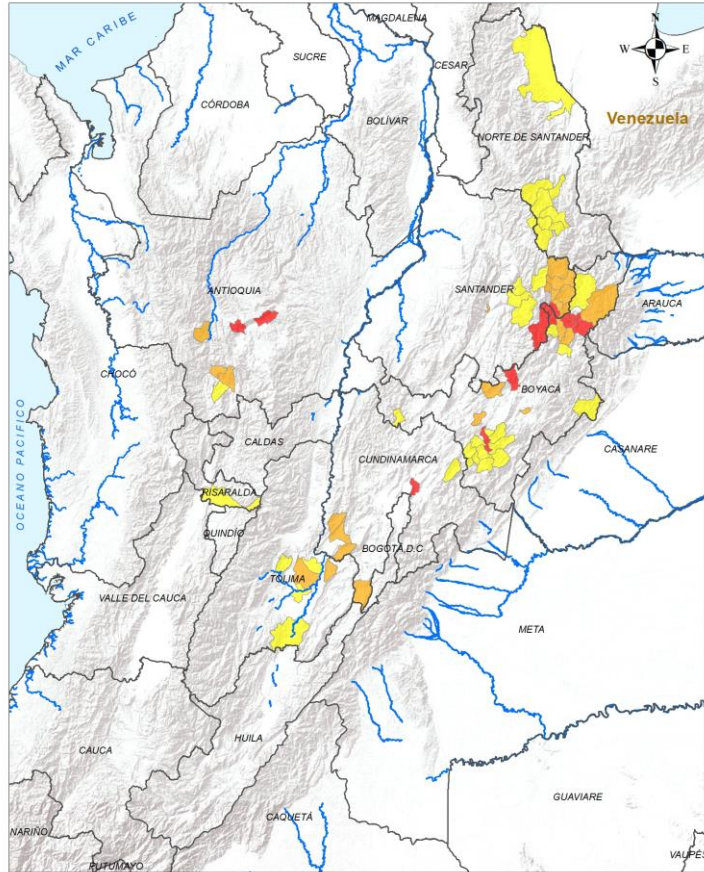 MAGDALENA
MAR CARIBE
N
W E
S
SUCRE
CESAR
CÓRDOBA
BOLÍVAR
Venezuela
NORTE DE SANTANDER
ANTIOQUIA
SANTANDER
ARAUCA
CHOCÓ
BOYACÁ
OCEANO PACIFICO
CALDAS
CUNDINAMARCA
CASANARE
RISARALDA
QUINDÍO
BOGOTÁ, D.C
TOLIMA
VALLE DEL CAUCA
META
HUILA
CAUCA
GUAVIARE
CAQUETÁ
NARIÑO
PUTUMAYO
VAUPÉS